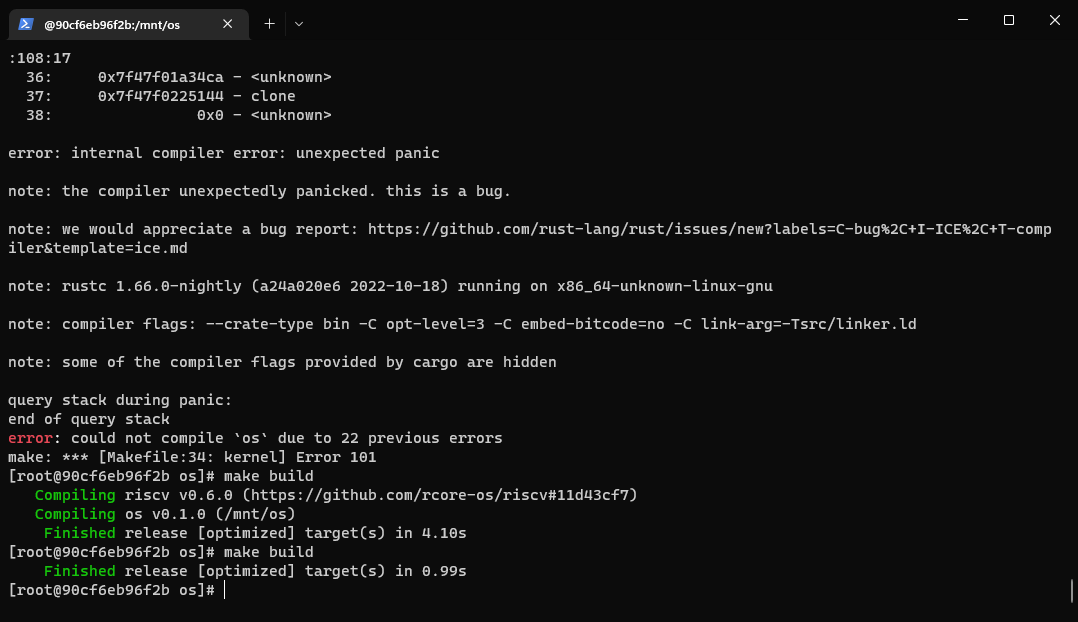 @90cf6eb96f2b:/mnt/os
:108:17
36: 0x7f47f01a34ca - <unknown>
37: 0x7f47f0225144 - clone
38: 0x0 - <unknown>
error: internal compiler error: unexpected panic
note: the compiler unexpectedly panicked. this is a bug.
note: we would appreciate a bug report: https://github.com/rust-lang/rust/issues/new?labels=C-bug%2C+I-ICE%2C+T-comp
iler&template=ice.md
note: rustc 1.66.0-nightly (a24a020e6 2022-10-18) running on x86_64-unknown-linux-gnu
note: compiler flags: --crate-type bin -C opt-level=3 -C embed-bitcode=no -C link-arg=-Tsrc/linker.ld
note: some of the compiler flags provided by cargo are hidden
query stack during panic:
end of query stack
error: could not compile `os` due to 22 previous errors
make: *** [Makefile:34: kernel] Error 101
[root@90cf6eb96f2b os]# make build
Compiling riscv v0.6.0 (https://github.com/rcore-os/riscv#11d43cf7)
Compiling os v0.1.0 (/mnt/os)
Finished release [optimized] target(s) in 4.10s
[root@90cf6eb96f2b os]# make build
Finished release [optimized] target(s) in 0.99s
[root@90cf6eb96f2b os]#